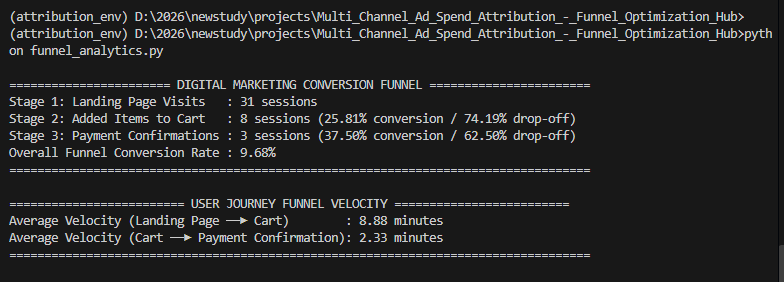 (attribution_env) D:\2026\newstudy\projects\Multi_Channel_Ad_Spend_Attribution_-_Funnel_Optimization_Hub>
(attribution_env) D:\2026\newstudy\projects\Multi_Channel_Ad_Spend_Attribution_-_Funnel_Optimization_Hub>pyth
on funnel_analytics.py
======================= DIGITAL MARKETING CONVERSION FUNNEL =======================
Stage 1: Landing Page Visits   : 31 sessions
Stage 2: Added Items to Cart   : 8 sessions (25.81% conversion / 74.19% drop-off)
Stage 3: Payment Confirmations : 3 sessions (37.50% conversion / 62.50% drop-off)
Overall Funnel Conversion Rate : 9.68%
===================================================================================
========================= USER JOURNEY FUNNEL VELOCITY =========================
Average Velocity (Landing Page ──► Cart)        : 8.88 minutes
Average Velocity (Cart ──► Payment Confirmation): 2.33 minutes
===================================================================================